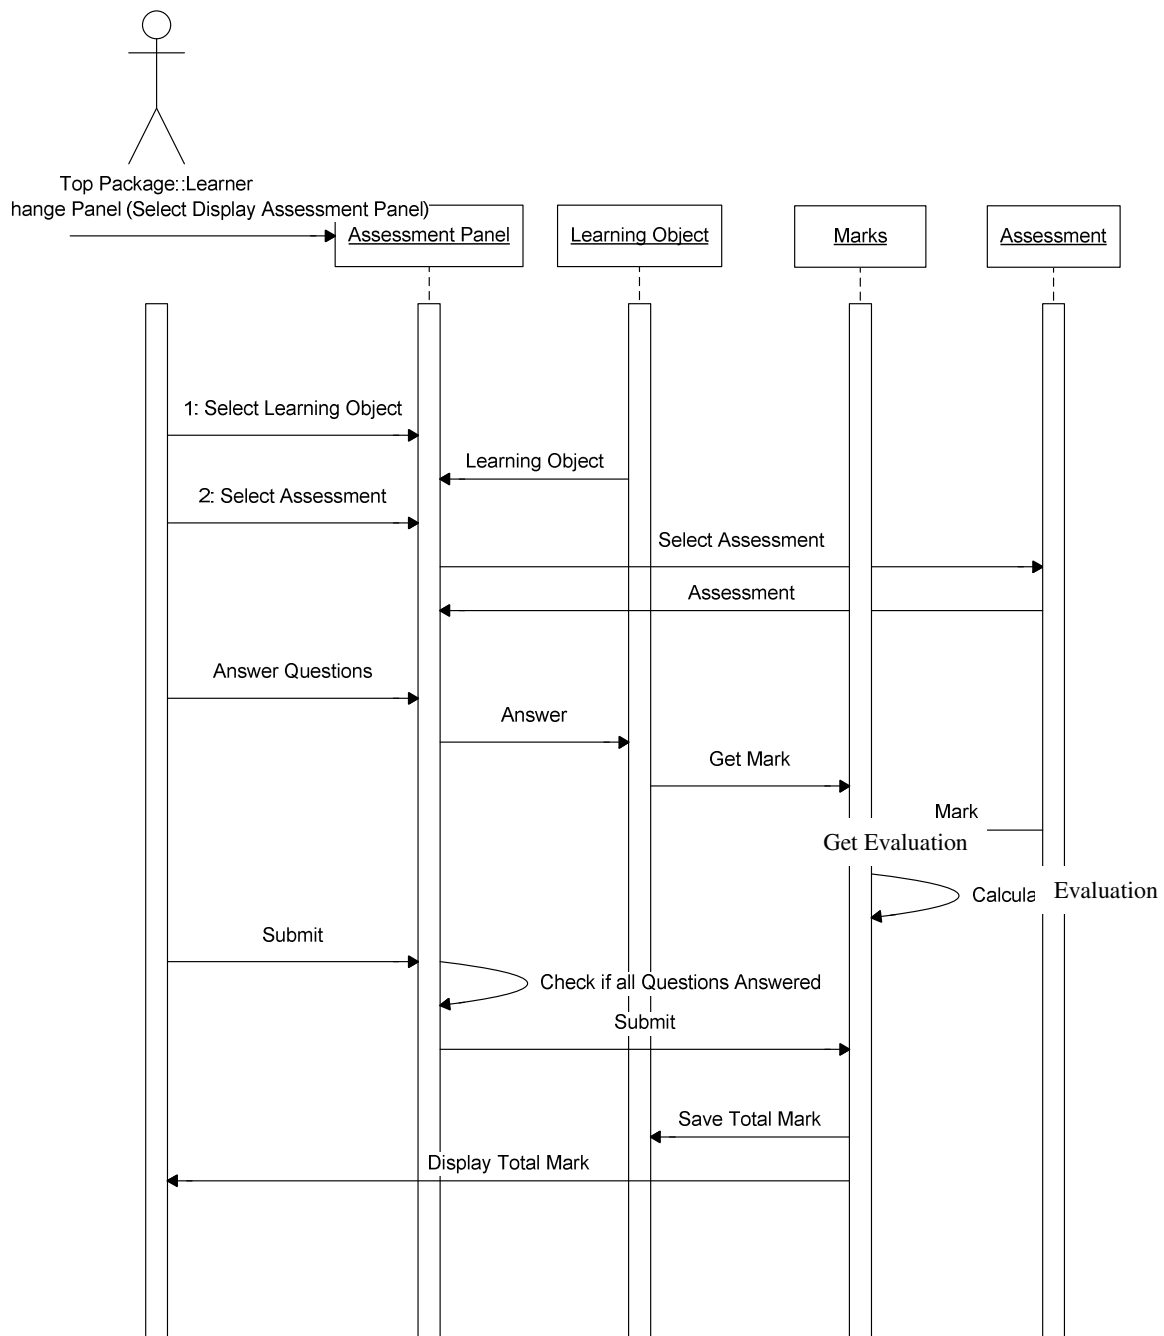 Top Package::Learner
hange Panel (Select Display Assessment Panel)
Assessment Panel
Learning Object
Marks
Assessment
1: Select Learning Object
Learning Object
2: Select Assessment
Select Assessment
Assessment
Answer Questions
Answer
Get Mark
Mark
Get Evaluation
Calcula
Evaluation
Submit
Check if all Questions Answered
Submit
Save Total Mark
Display Total Mark